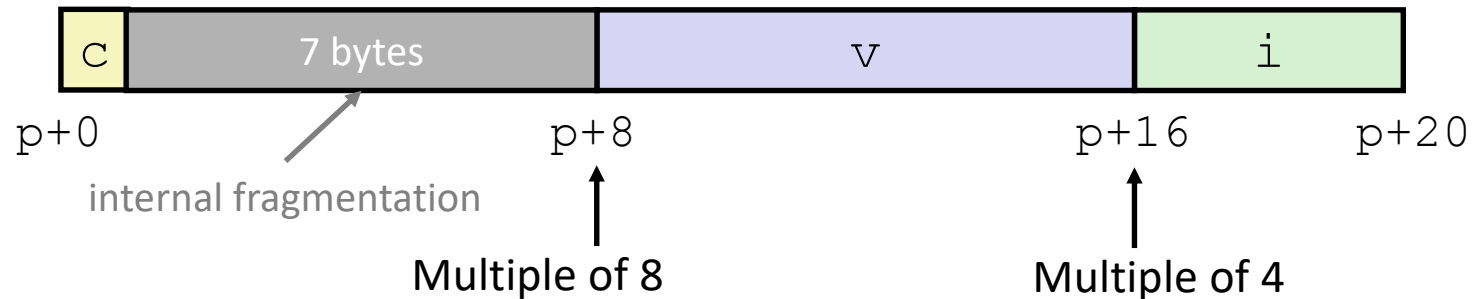 c 7 bytes v i
p+0 p+8 p+16 p+20
internal fragmentation
Multiple of 8 Multiple of 4